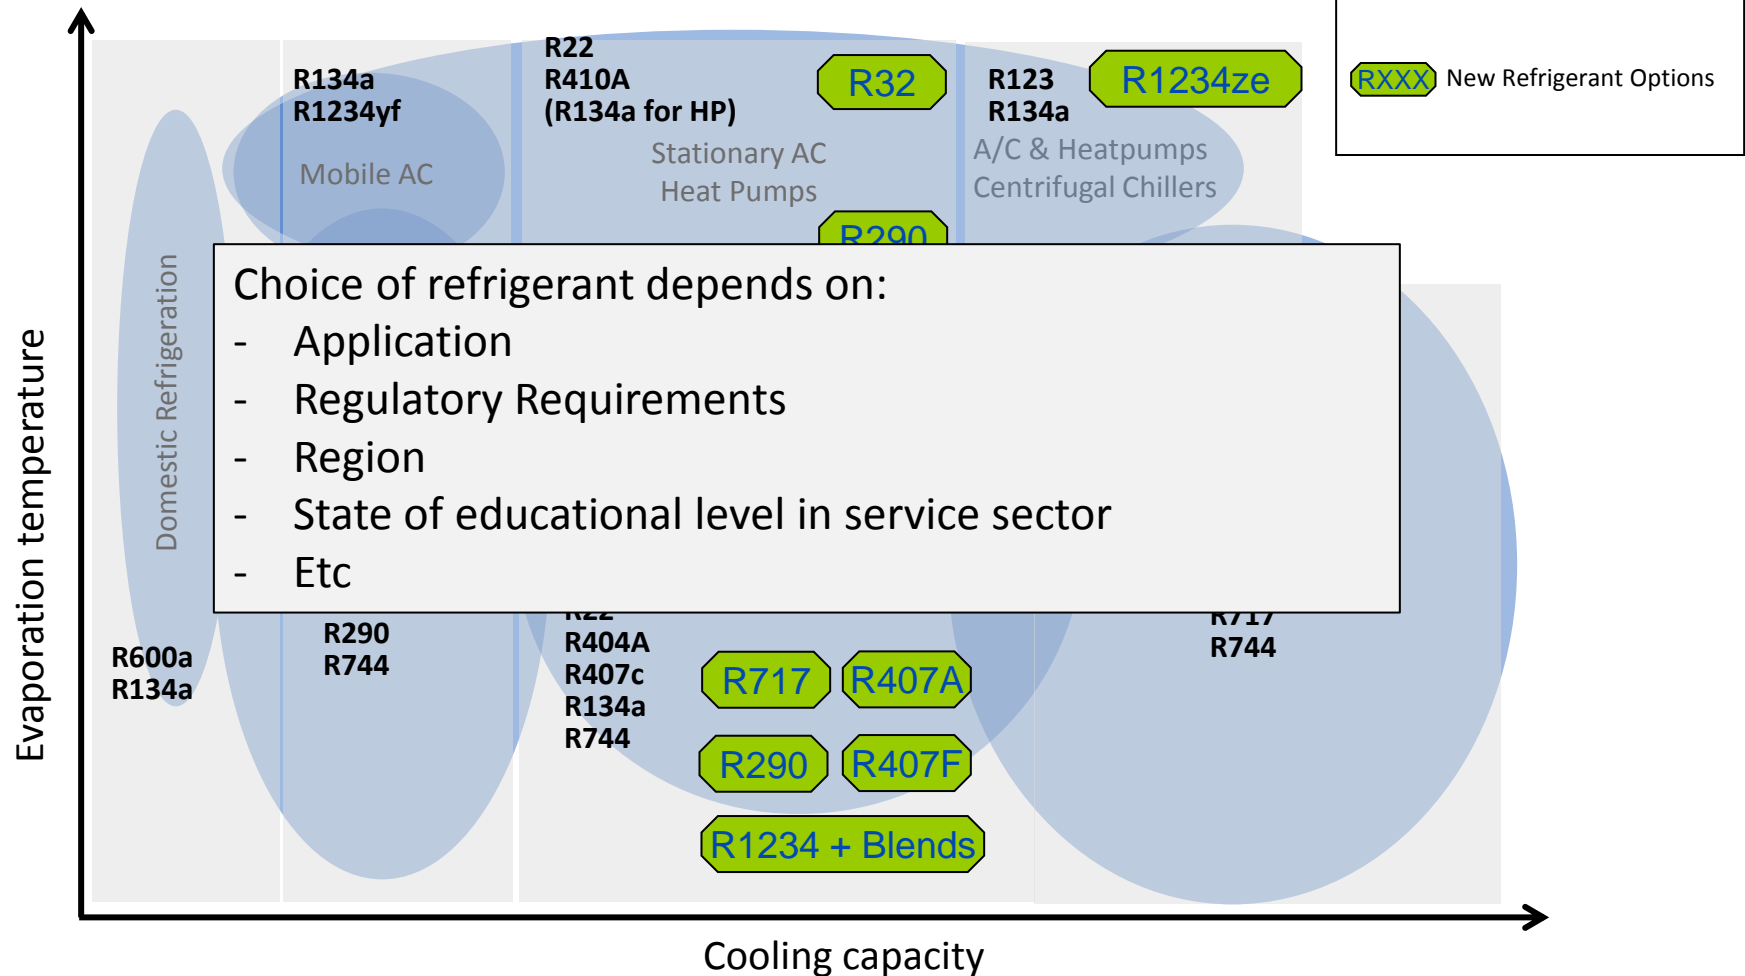 R22
R410A
(R134a for HP)
R134a
R1234yf
R32
R123
R134a
R1234ze
RXXX New Refrigerant Options
Mobile AC
Stationary AC
Heat Pumps
A/C & Heatpumps
Centrifugal Chillers
R290
Domestic Refrigeration
Evaporation temperature
Choice of refrigerant depends on:
- Application
- Regulatory Requirements
- Region
- State of educational level in service sector
- Etc
R600a
R134a
R290
R744
R22
R404A
R407c
R134a
R744
R717
R407A
R290
R407F
R1234 + Blends
R717
R744
Cooling capacity